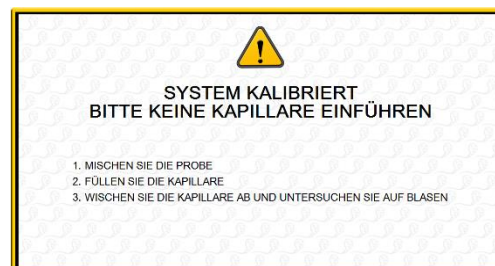 SYSTEM KALIBRIERT
BITTE KEINE KAPILLARE EINFÜHREN
1. MISCHEN SIE DIE PROBE
2. FÜLLEN SIE DIE KAPILLARE
3. WISCHEN SIE DIE KAPILLARE AB UND UNTERSUCHEN SIE AUF BLASEN